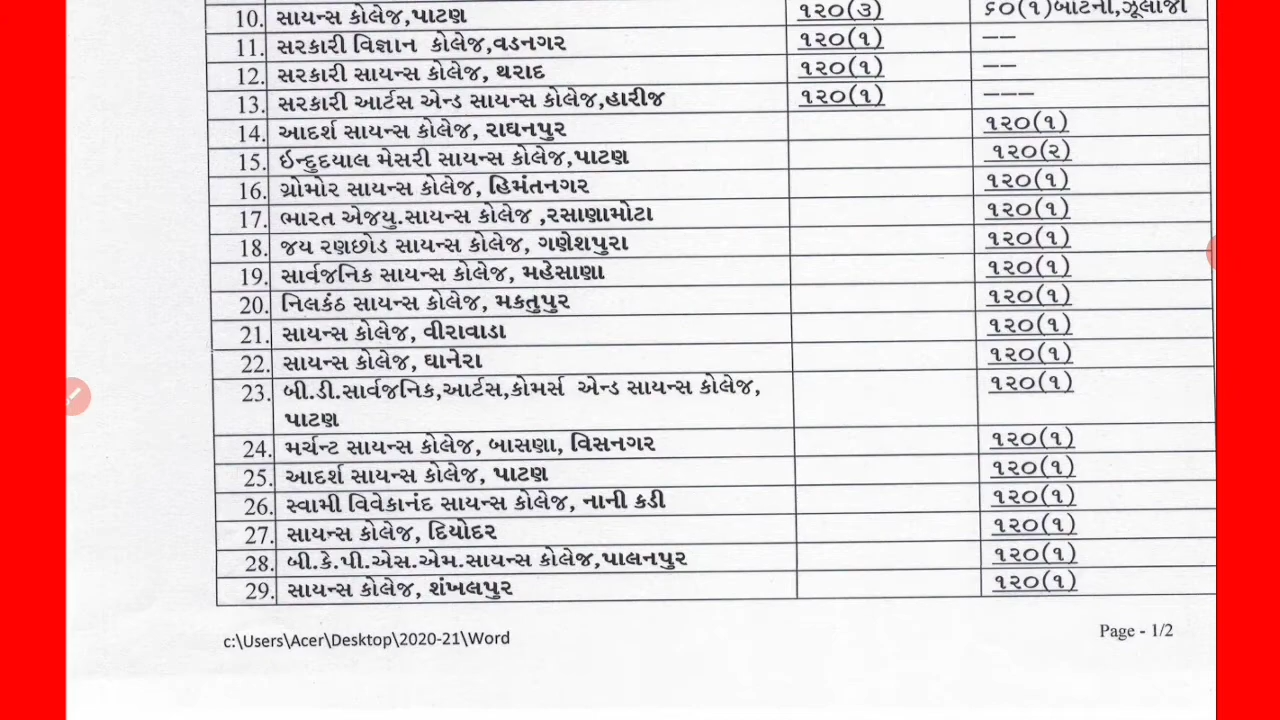 10. સાયન્સ કોલેજ,પાટણ ૧૨૦(૩) ૬૦(૧)બોટની,ઝૂલોજી
11. સરકારી વિજ્ઞાન કોલેજ,વડનગર ૧૨૦(૧) --
12. સરકારી સાયન્સ કોલેજ, થરાદ ૧૨૦(૧) --
13. સરકારી આર્ટસ એન્ડ સાયન્સ કોલેજ,હારીજ ૧૨૦(૧) ---
14. આદર્શ સાયન્સ કોલેજ, રાધનપુર ૧૨૦(૧)
15. ઇન્દુદયાલ મેસરી સાયન્સ કોલેજ,પાટણ ૧૨૦(૨)
16. ગ્રોમોર સાયન્સ કોલેજ, હિમંતનગર ૧૨૦(૧)
17. ભારત એજયુ.સાયન્સ કોલેજ ,રસાણામોટા ૧૨૦(૧)
18. જય રણછોડ સાયન્સ કોલેજ, ગણેશપુરા ૧૨૦(૧)
19. સાર્વજનિક સાયન્સ કોલેજ, મહેસાણા ૧૨૦(૧)
20. નિલકંઠ સાયન્સ કોલેજ, મકતુપુર ૧૨૦(૧)
21. સાયન્સ કોલેજ, વીરાવાડા ૧૨૦(૧)
22. સાયન્સ કોલેજ, ધાનેરા ૧૨૦(૧)
23. બી.ડી.સાર્વજનિક,આર્ટસ,કોમર્સ એન્ડ સાયન્સ કોલેજ, ૧૨૦(૧)
પાટણ
24. મર્ચન્ટ સાયન્સ કોલેજ, બાસણા, વિસનગર ૧૨૦(૧)
25. આદર્શ સાયન્સ કોલેજ, પાટણ ૧૨૦(૧)
26. સ્વામી વિવેકાનંદ સાયન્સ કોલેજ, નાની કડી ૧૨૦(૧)
27. સાયન્સ કોલેજ, દિયોદર ૧૨૦(૧)
28. બી.કે.પી.એસ.એમ.સાયન્સ કોલેજ,પાલનપુર ૧૨૦(૧)
29. સાયન્સ કોલેજ, શંખલપુર ૧૨૦(૧)
c:\Users\Acer\Desktop\2020-21\Word
Page - 1/2